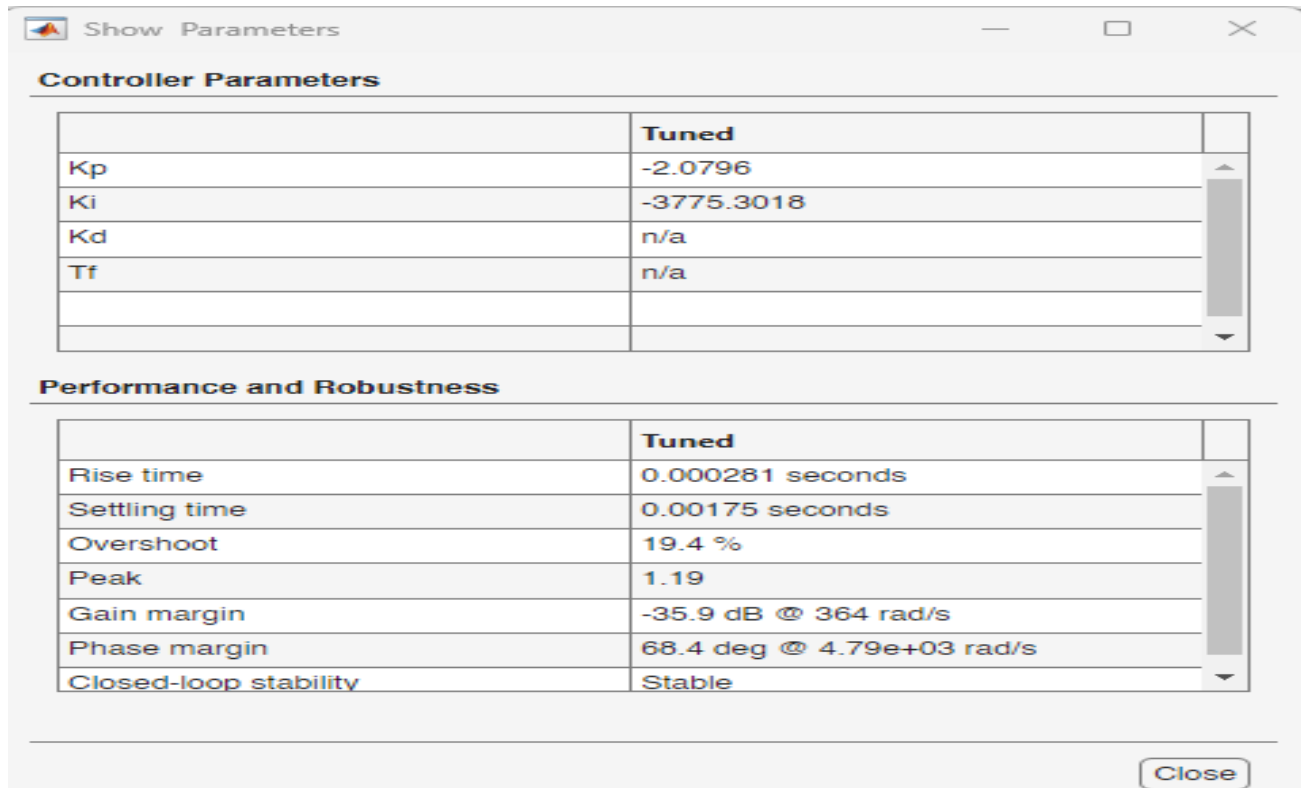 Show Parameters
Controller Parameters
Tuned
Kp -2.0796
Ki -3775.3018
Kd n/a
Tf n/a
Performance and Robustness
Tuned
Rise time 0.000281 seconds
Settling time 0.00175 seconds
Overshoot 19.4 %
Peak 1.19
Gain margin -35.9 dB @ 364 rad/s
Phase margin 68.4 deg @ 4.79e+03 rad/s
Closed-loop stability Stable
Close